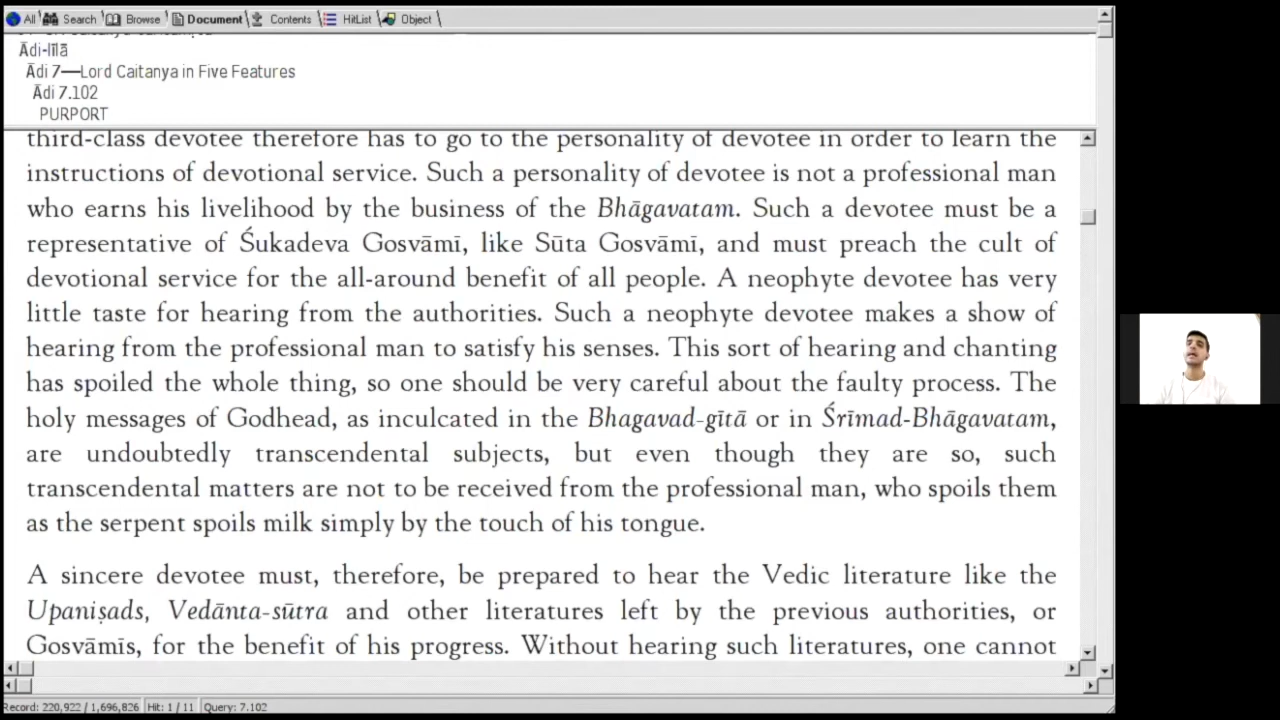 All Search Browse Document Contents HitList Object
Ādi-līlā
Ādi 7—Lord Caitanya in Five Features
Ādi 7.102
PURPORT
third-class devotee therefore has to go to the personality of devotee in order to learn the
instructions of devotional service. Such a personality of devotee is not a professional man
who earns his livelihood by the business of the Bhāgavatam. Such a devotee must be a
representative of Śukadeva Gosvāmī, like Sūta Gosvāmī, and must preach the cult of
devotional service for the all-around benefit of all people. A neophyte devotee has very
little taste for hearing from the authorities. Such a neophyte devotee makes a show of
hearing from the professional man to satisfy his senses. This sort of hearing and chanting
has spoiled the whole thing, so one should be very careful about the faulty process. The
holy messages of Godhead, as inculcated in the Bhagavad-gītā or in Śrīmad-Bhāgavatam,
are undoubtedly transcendental subjects, but even though they are so, such
transcendental matters are not to be received from the professional man, who spoils them
as the serpent spoils milk simply by the touch of his tongue.
A sincere devotee must, therefore, be prepared to hear the Vedic literature like the
Upaniṣads, Vedānta-sūtra and other literatures left by the previous authorities, or
Gosvāmīs, for the benefit of his progress. Without hearing such literatures, one cannot
Record: 220,922 / 1,696,826 Hit: 1 / 11 Query: 7.102